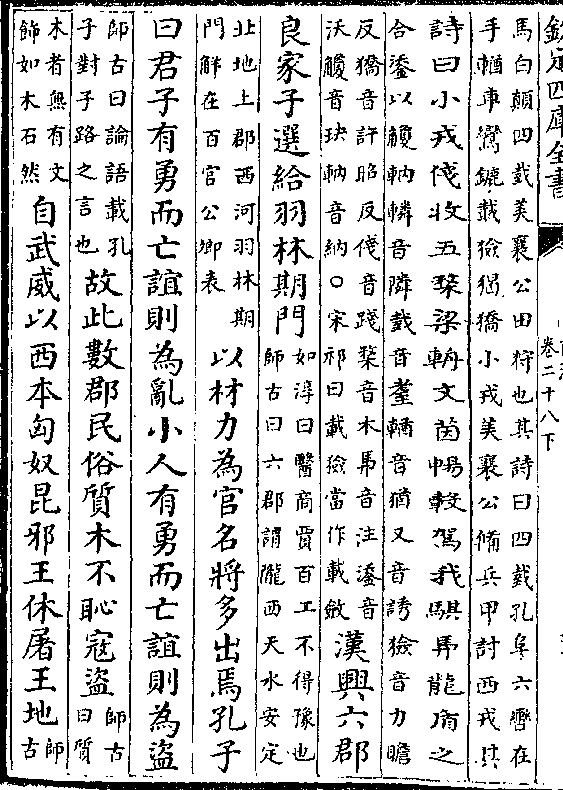 欽定四庫全書
卷二十八下
馬白顛四臷美襄公田狩也其詩曰四臷孔阜六轡在
手輶車鸞鑣載獫猲獢小戎美襄公備兵甲討西戎其
詩曰小戎俴收五楘梁輈文茵暢轂駕我騏馵龍盾之
合鋈以觼軜轔音隣臷音耋輶音猶又音誘獫音力瞻
反獢音許昭反俴音踐楘音木馵音注鋈音
沃觼音玦軜音納○宋祁曰載獫當作載斂
漢興六郡
良家子選給羽林期門
如淳曰醫商賈百工不得豫也
師古曰六郡謂隴西天水安定
北地上郡西河羽林期
門解在百官公卿表
以材力為官名將多出焉孔子
曰君子有勇而亡誼則為亂小人有勇而亡誼則為盜
師古曰論語載孔
子對子路之言也
故此數郡民俗質木不恥寇盜
師古
曰質
木者無有文
飾如木石然
自武威以西本匈奴昆邪王休屠王地
師
古